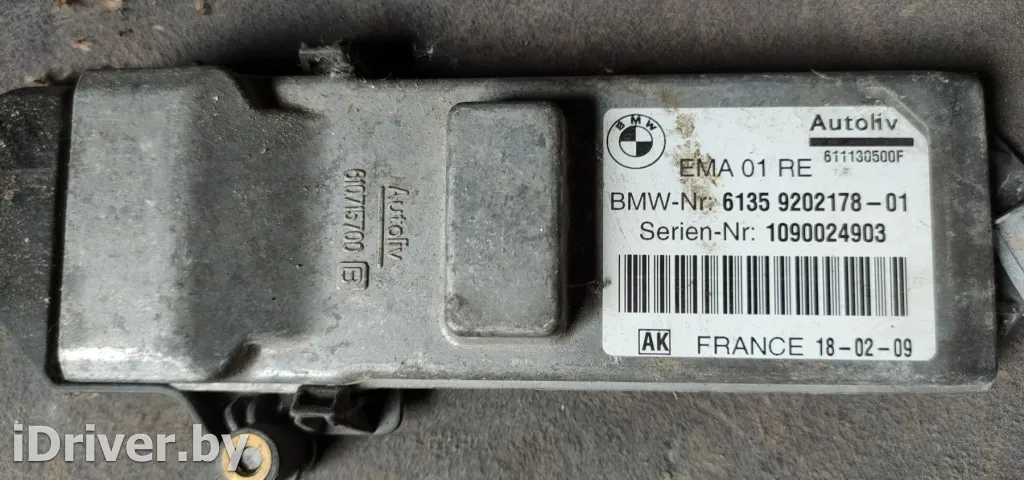 BMW
Autoliv
611130500F
EMA 01 RE
BMW-Nr: 6135 9202178-01
Serien-Nr: 1090024903
AK FRANCE 18-02-09
Autoliv
610715700 B
iDriver.by